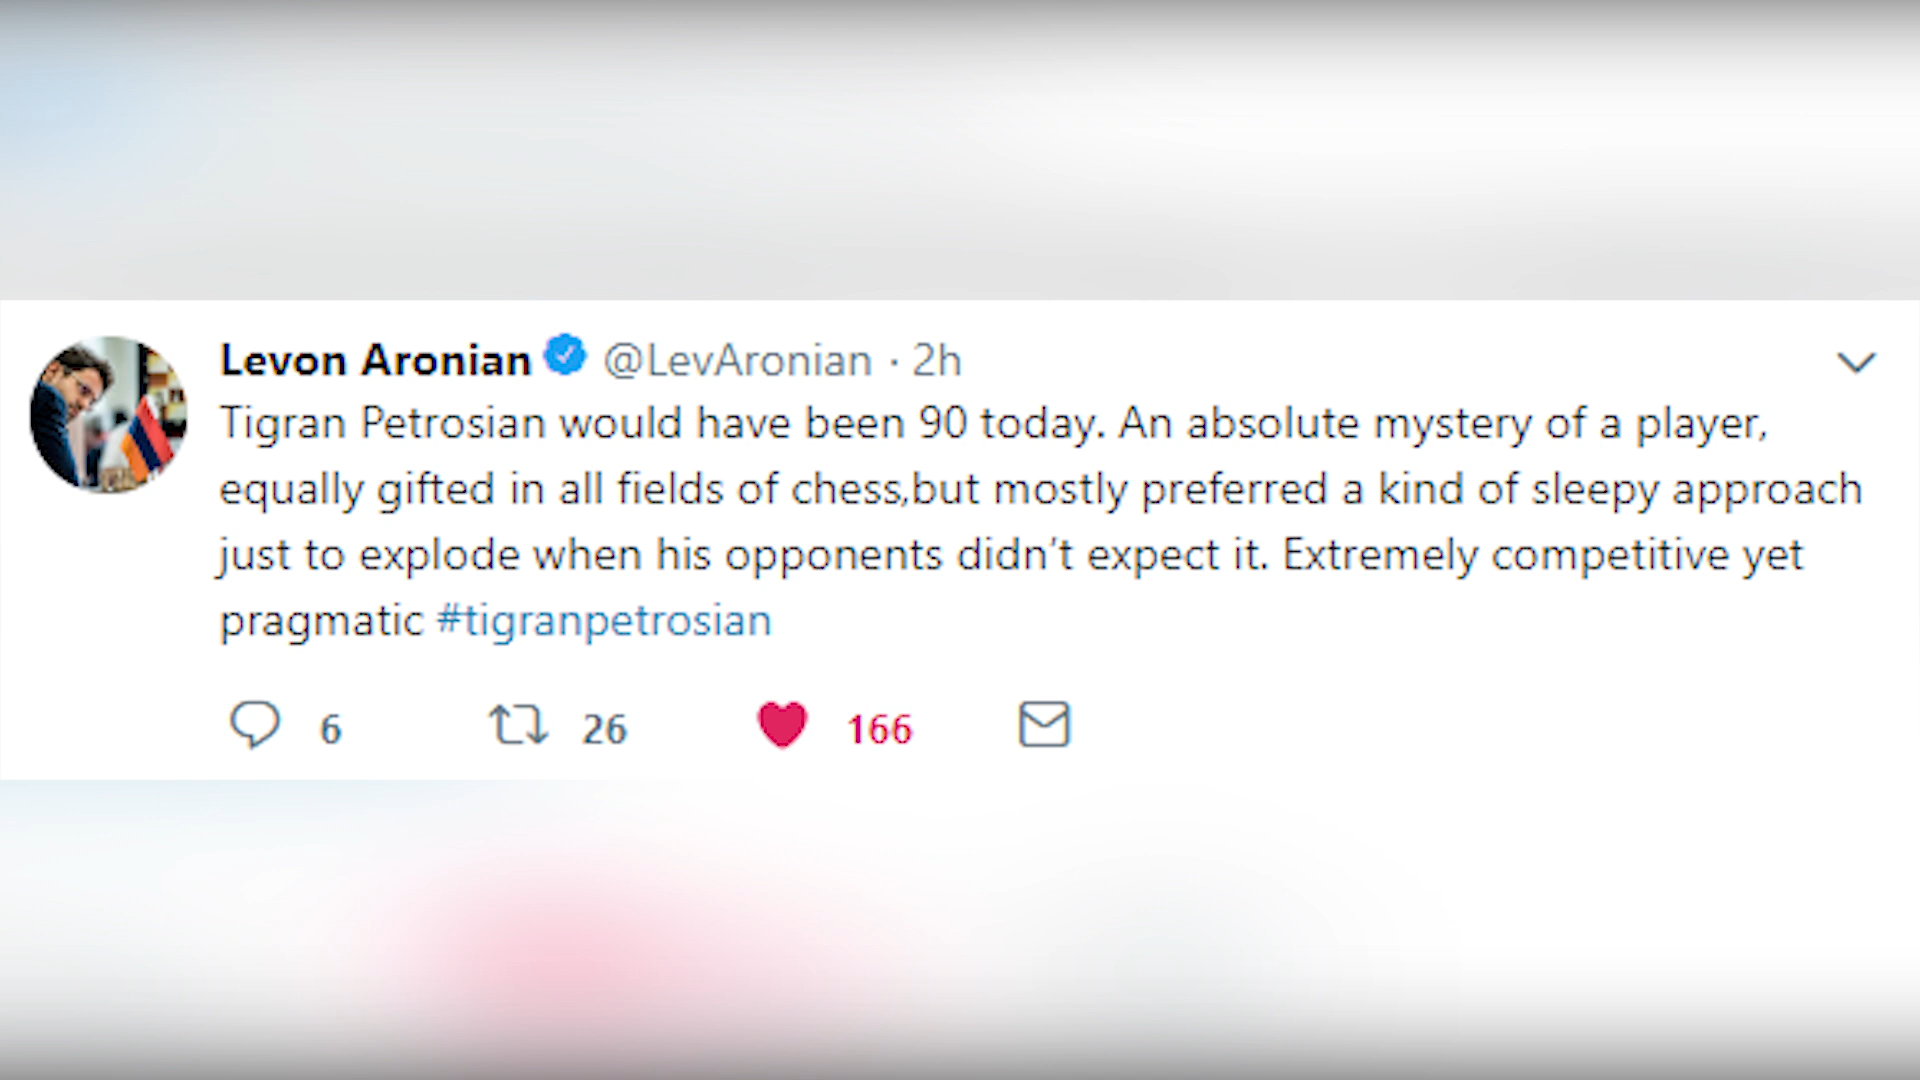 Levon Aronian @LevAronian · 2h
Tigran Petrosian would have been 90 today. An absolute mystery of a player,
equally gifted in all fields of chess,but mostly preferred a kind of sleepy approach
just to explode when his opponents didn’t expect it. Extremely competitive yet
pragmatic #tigranpetrosian
6 26 166